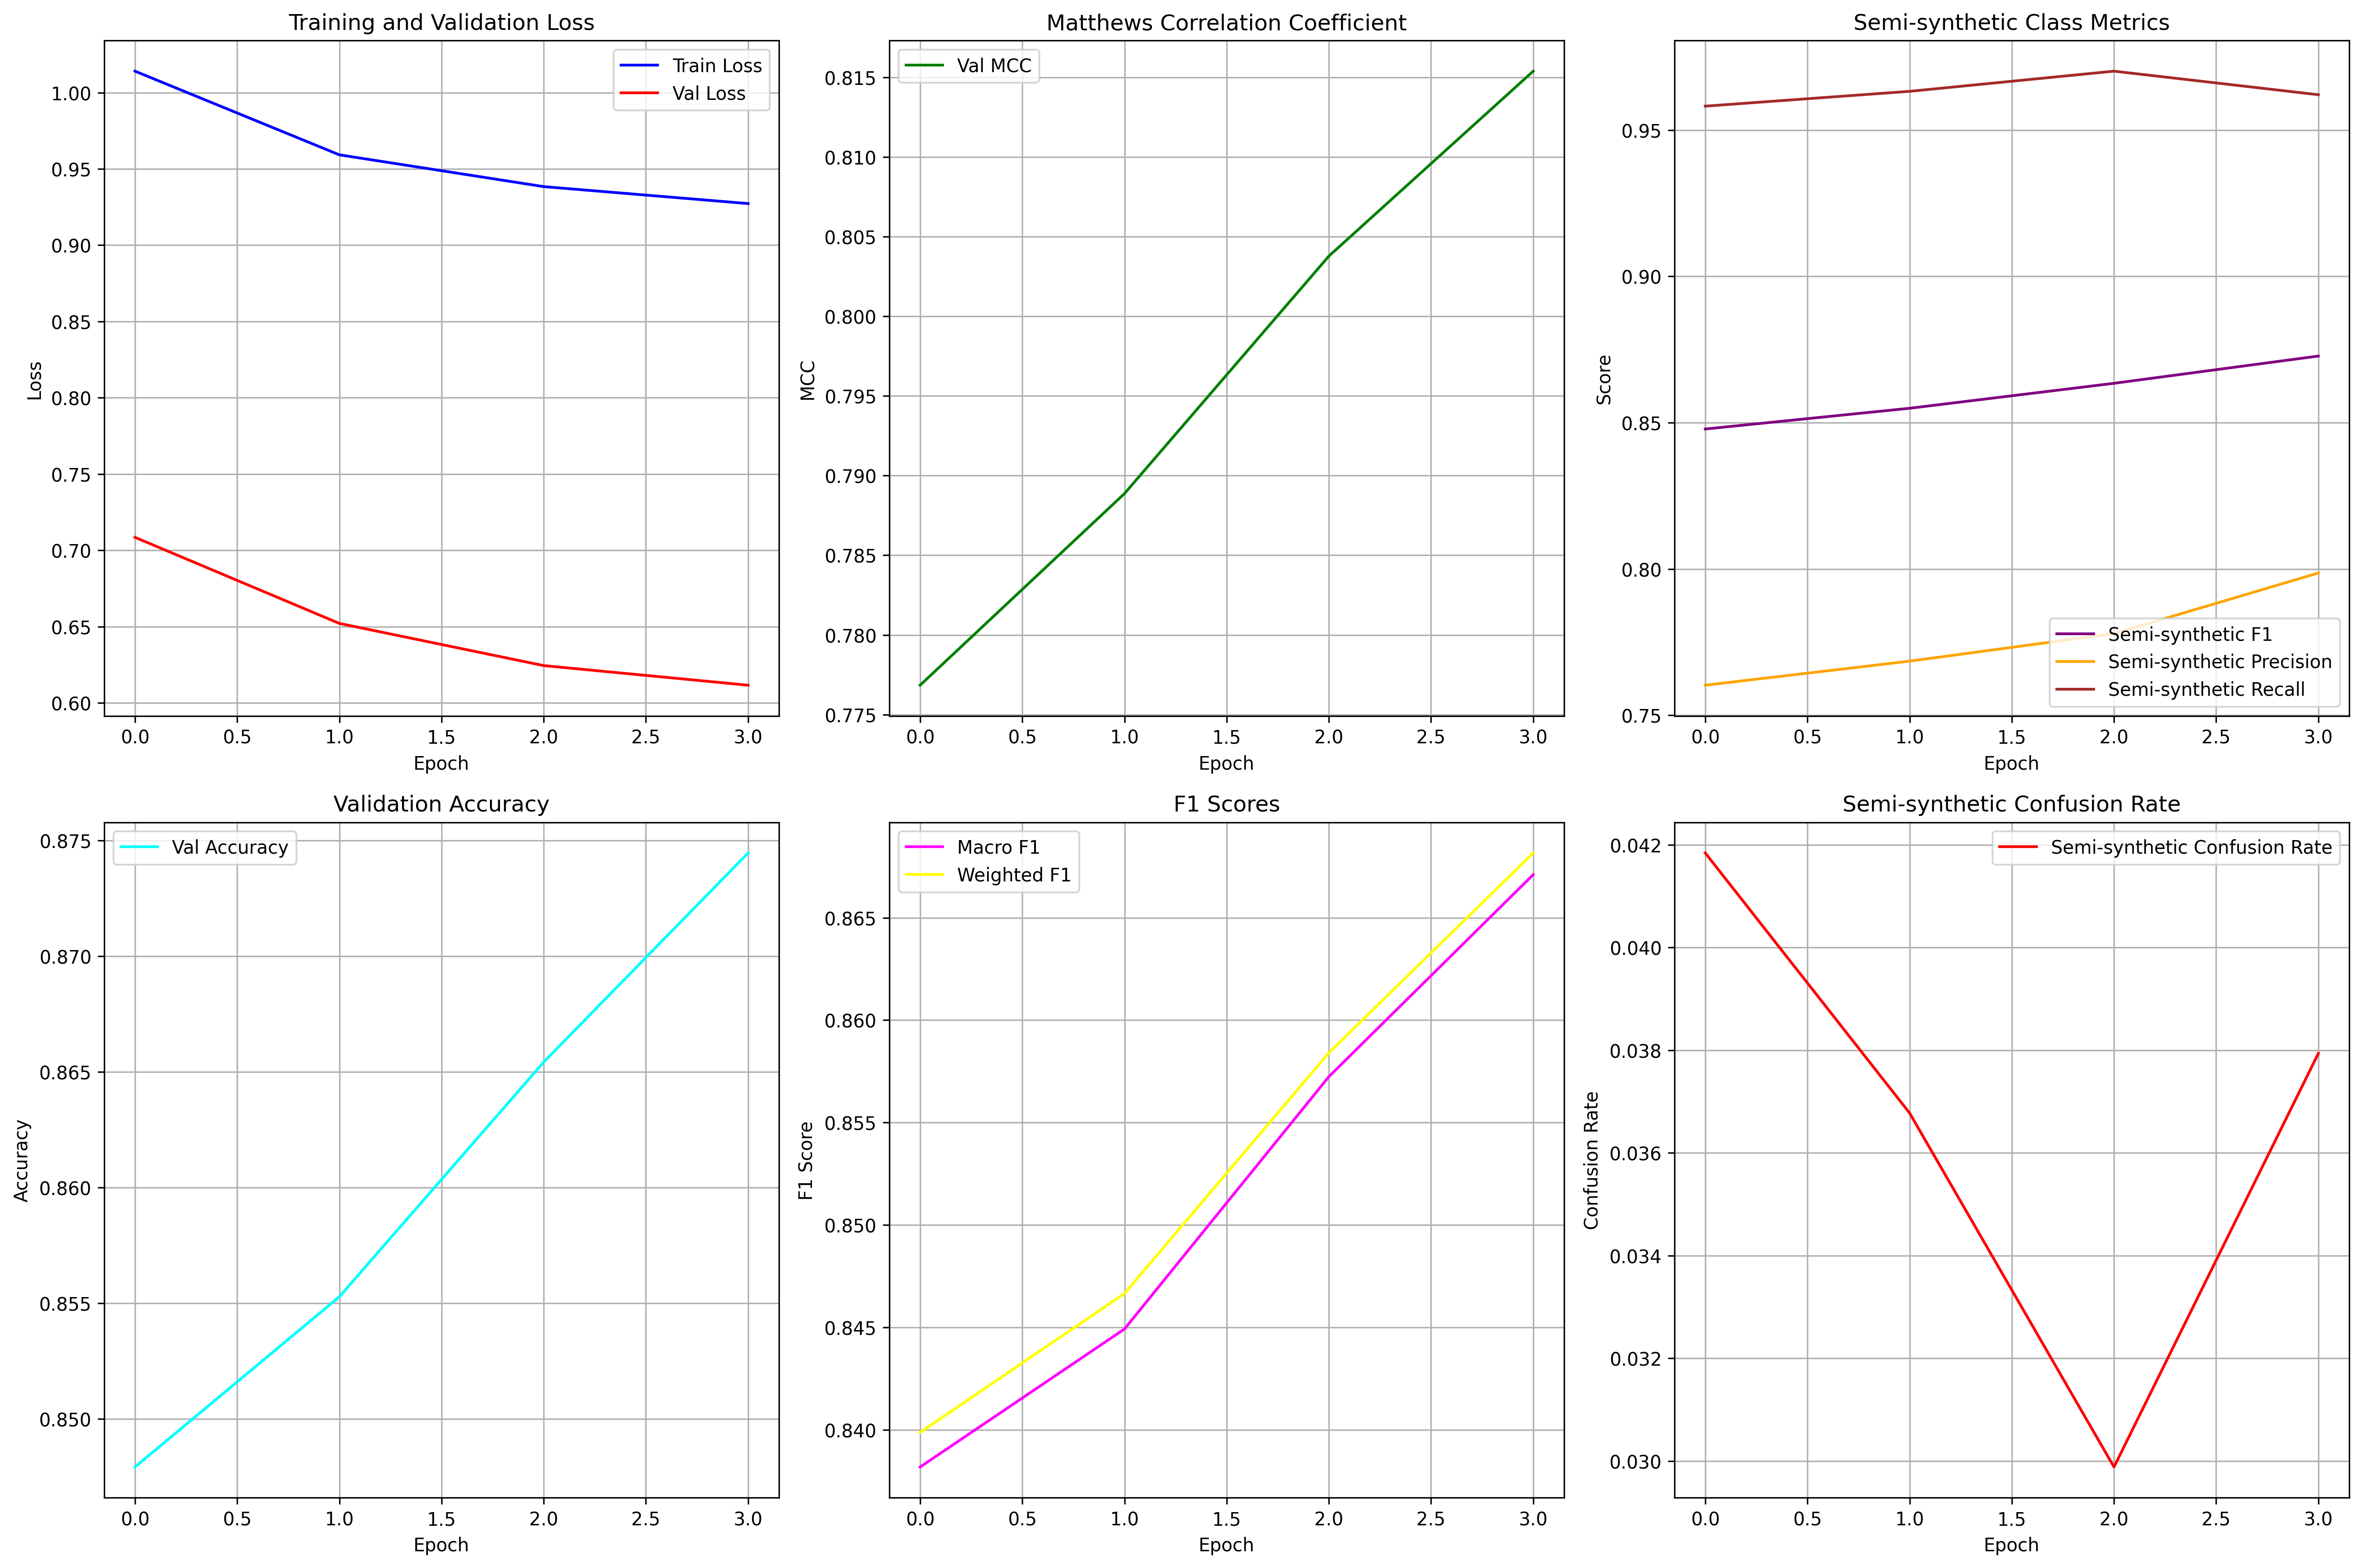 Training and Validation Loss
Train Loss
Val Loss
1.00
0.95
0.90
0.85
0.80
0.75
0.70
0.65
0.60
Loss
0.0 0.5 1.0 1.5 2.0 2.5 3.0
Epoch
Matthews Correlation Coefficient
Val MCC
0.815
0.810
0.805
0.800
0.795
0.790
0.785
0.780
0.775
MCC
0.0 0.5 1.0 1.5 2.0 2.5 3.0
Epoch
Semi-synthetic Class Metrics
0.95
0.90
0.85
0.80
0.75
Score
Semi-synthetic F1
Semi-synthetic Precision
Semi-synthetic Recall
0.0 0.5 1.0 1.5 2.0 2.5 3.0
Epoch
Validation Accuracy
Val Accuracy
0.875
0.870
0.865
0.860
0.855
0.850
Accuracy
0.0 0.5 1.0 1.5 2.0 2.5 3.0
Epoch
F1 Scores
Macro F1
Weighted F1
0.865
0.860
0.855
0.850
0.845
0.840
F1 Score
0.0 0.5 1.0 1.5 2.0 2.5 3.0
Epoch
Semi-synthetic Confusion Rate
Semi-synthetic Confusion Rate
0.042
0.040
0.038
0.036
0.034
0.032
0.030
Confusion Rate
0.0 0.5 1.0 1.5 2.0 2.5 3.0
Epoch